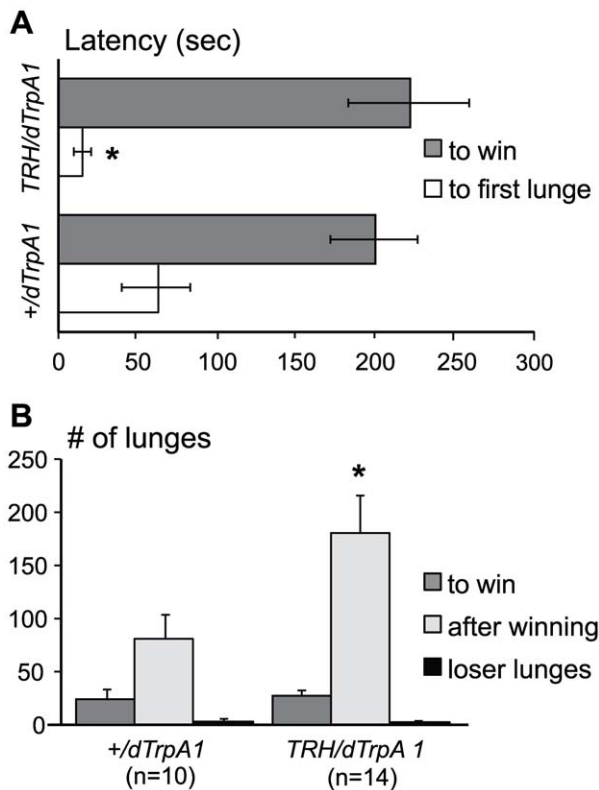 A
Latency (sec)
TRH/dTrpA1
*
to win
to first lunge
+/dTrpA1
0 50 100 150 200 250 300
B
# of lunges
250
200
150
100
50
0
*
to win
after winning
loser lunges
+/dTrpA1
(n=10)
TRH/dTrpA 1
(n=14)